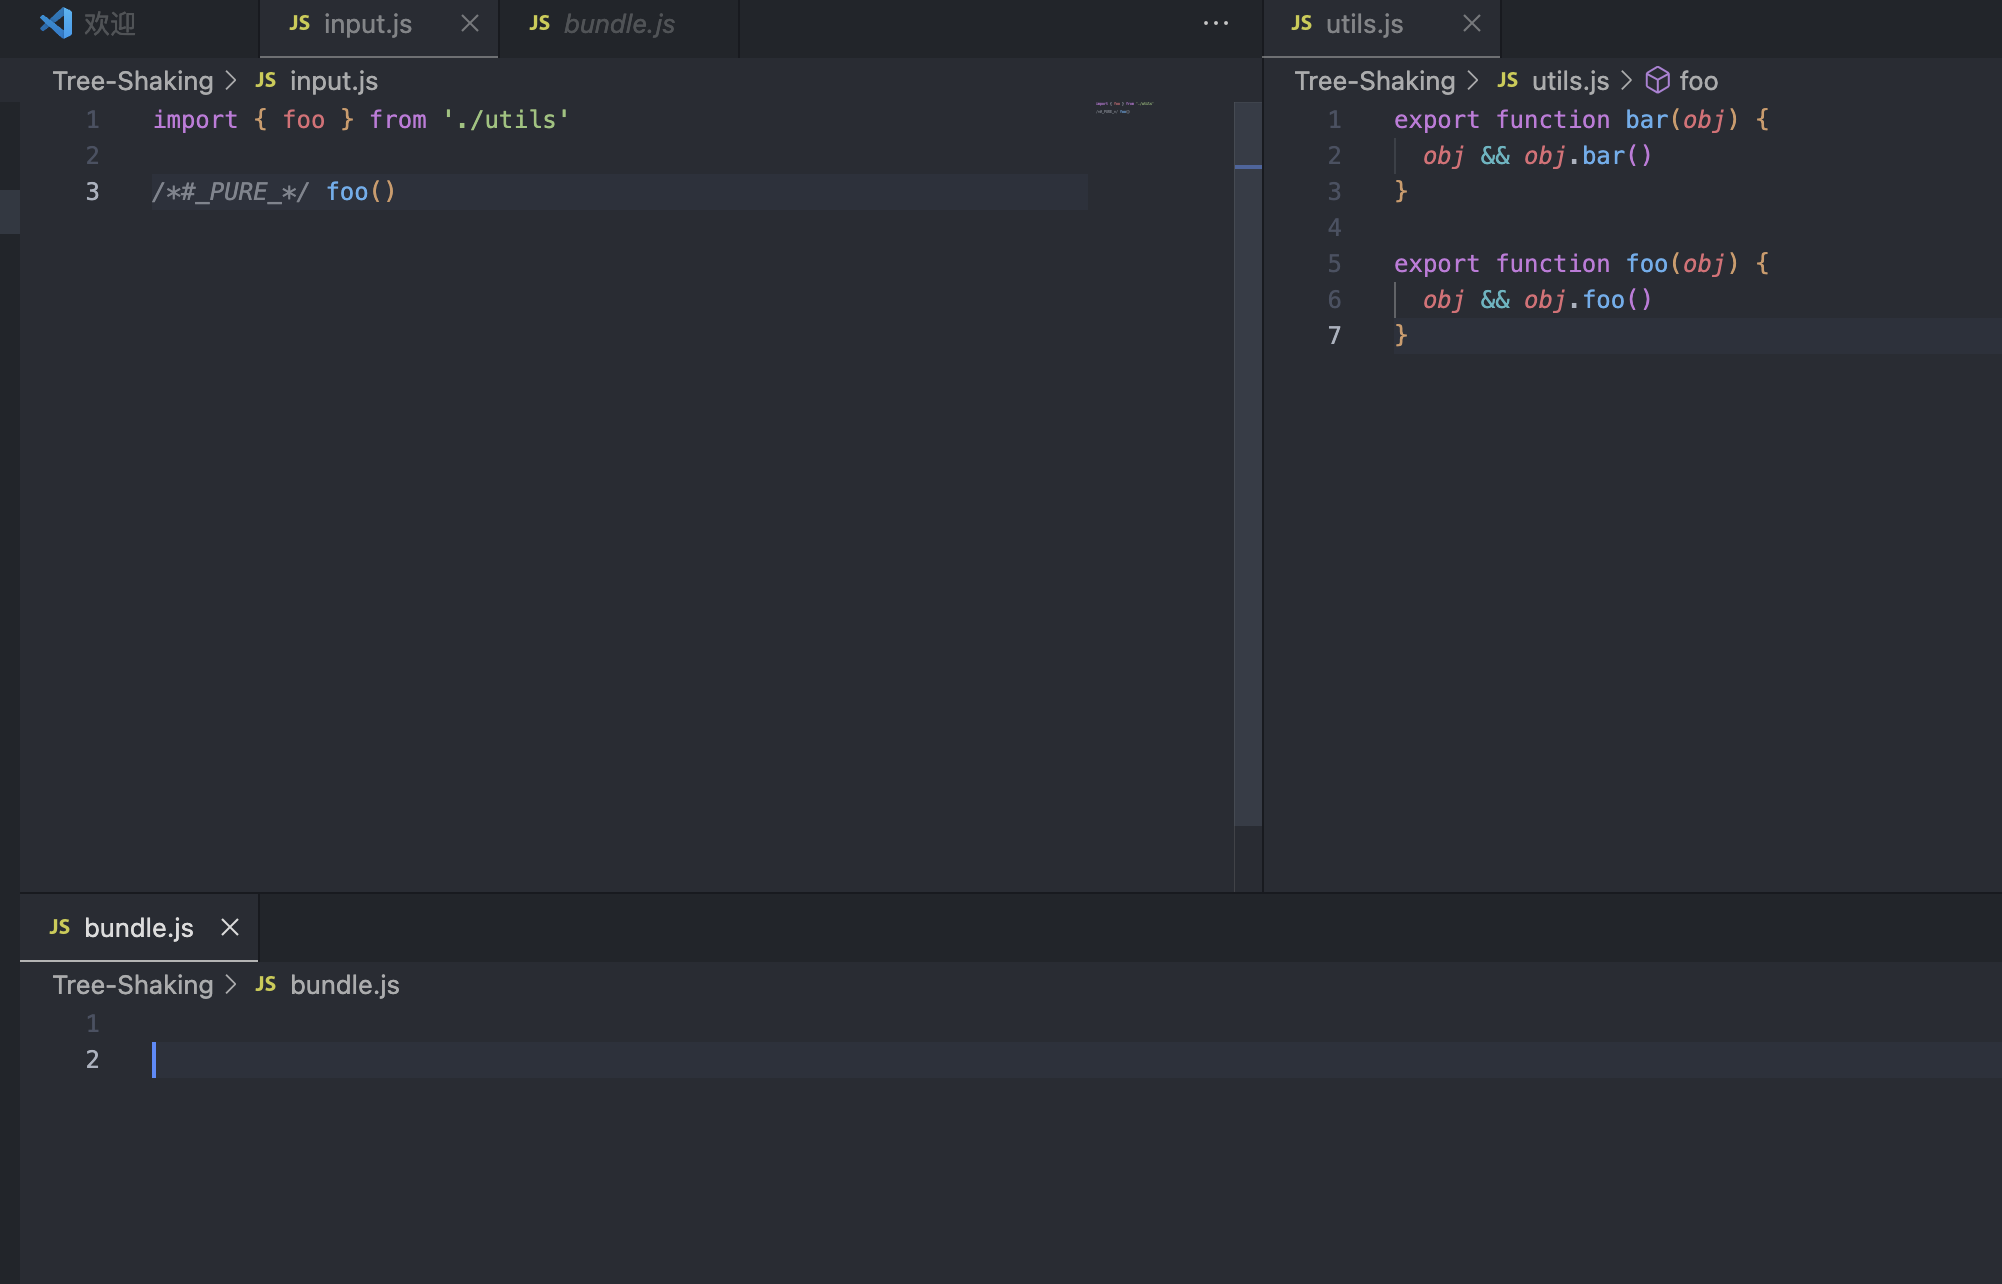 欢迎
JS input.js
JS bundle.js
Tree-Shaking > JS input.js
1 import { foo } from './utils'
2
3 /*#_PURE_*/ foo()
JS utils.js
Tree-Shaking > JS utils.js > foo
1 export function bar(obj) {
2 obj && obj.bar()
3 }
4
5 export function foo(obj) {
6 obj && obj.foo()
7 }
JS bundle.js
Tree-Shaking > JS bundle.js
1
2